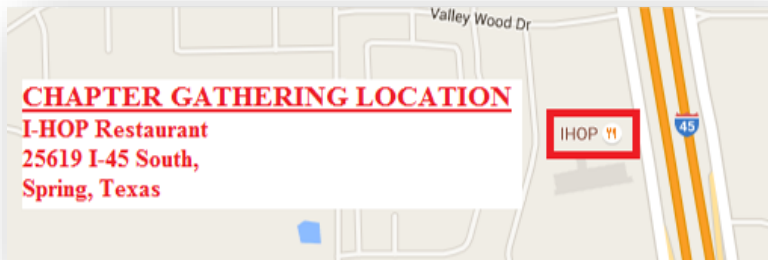 Valley Wood Dr
CHAPTER GATHERING LOCATION
I-HOP Restaurant
25619 I-45 South,
Spring, Texas
IHOP
45